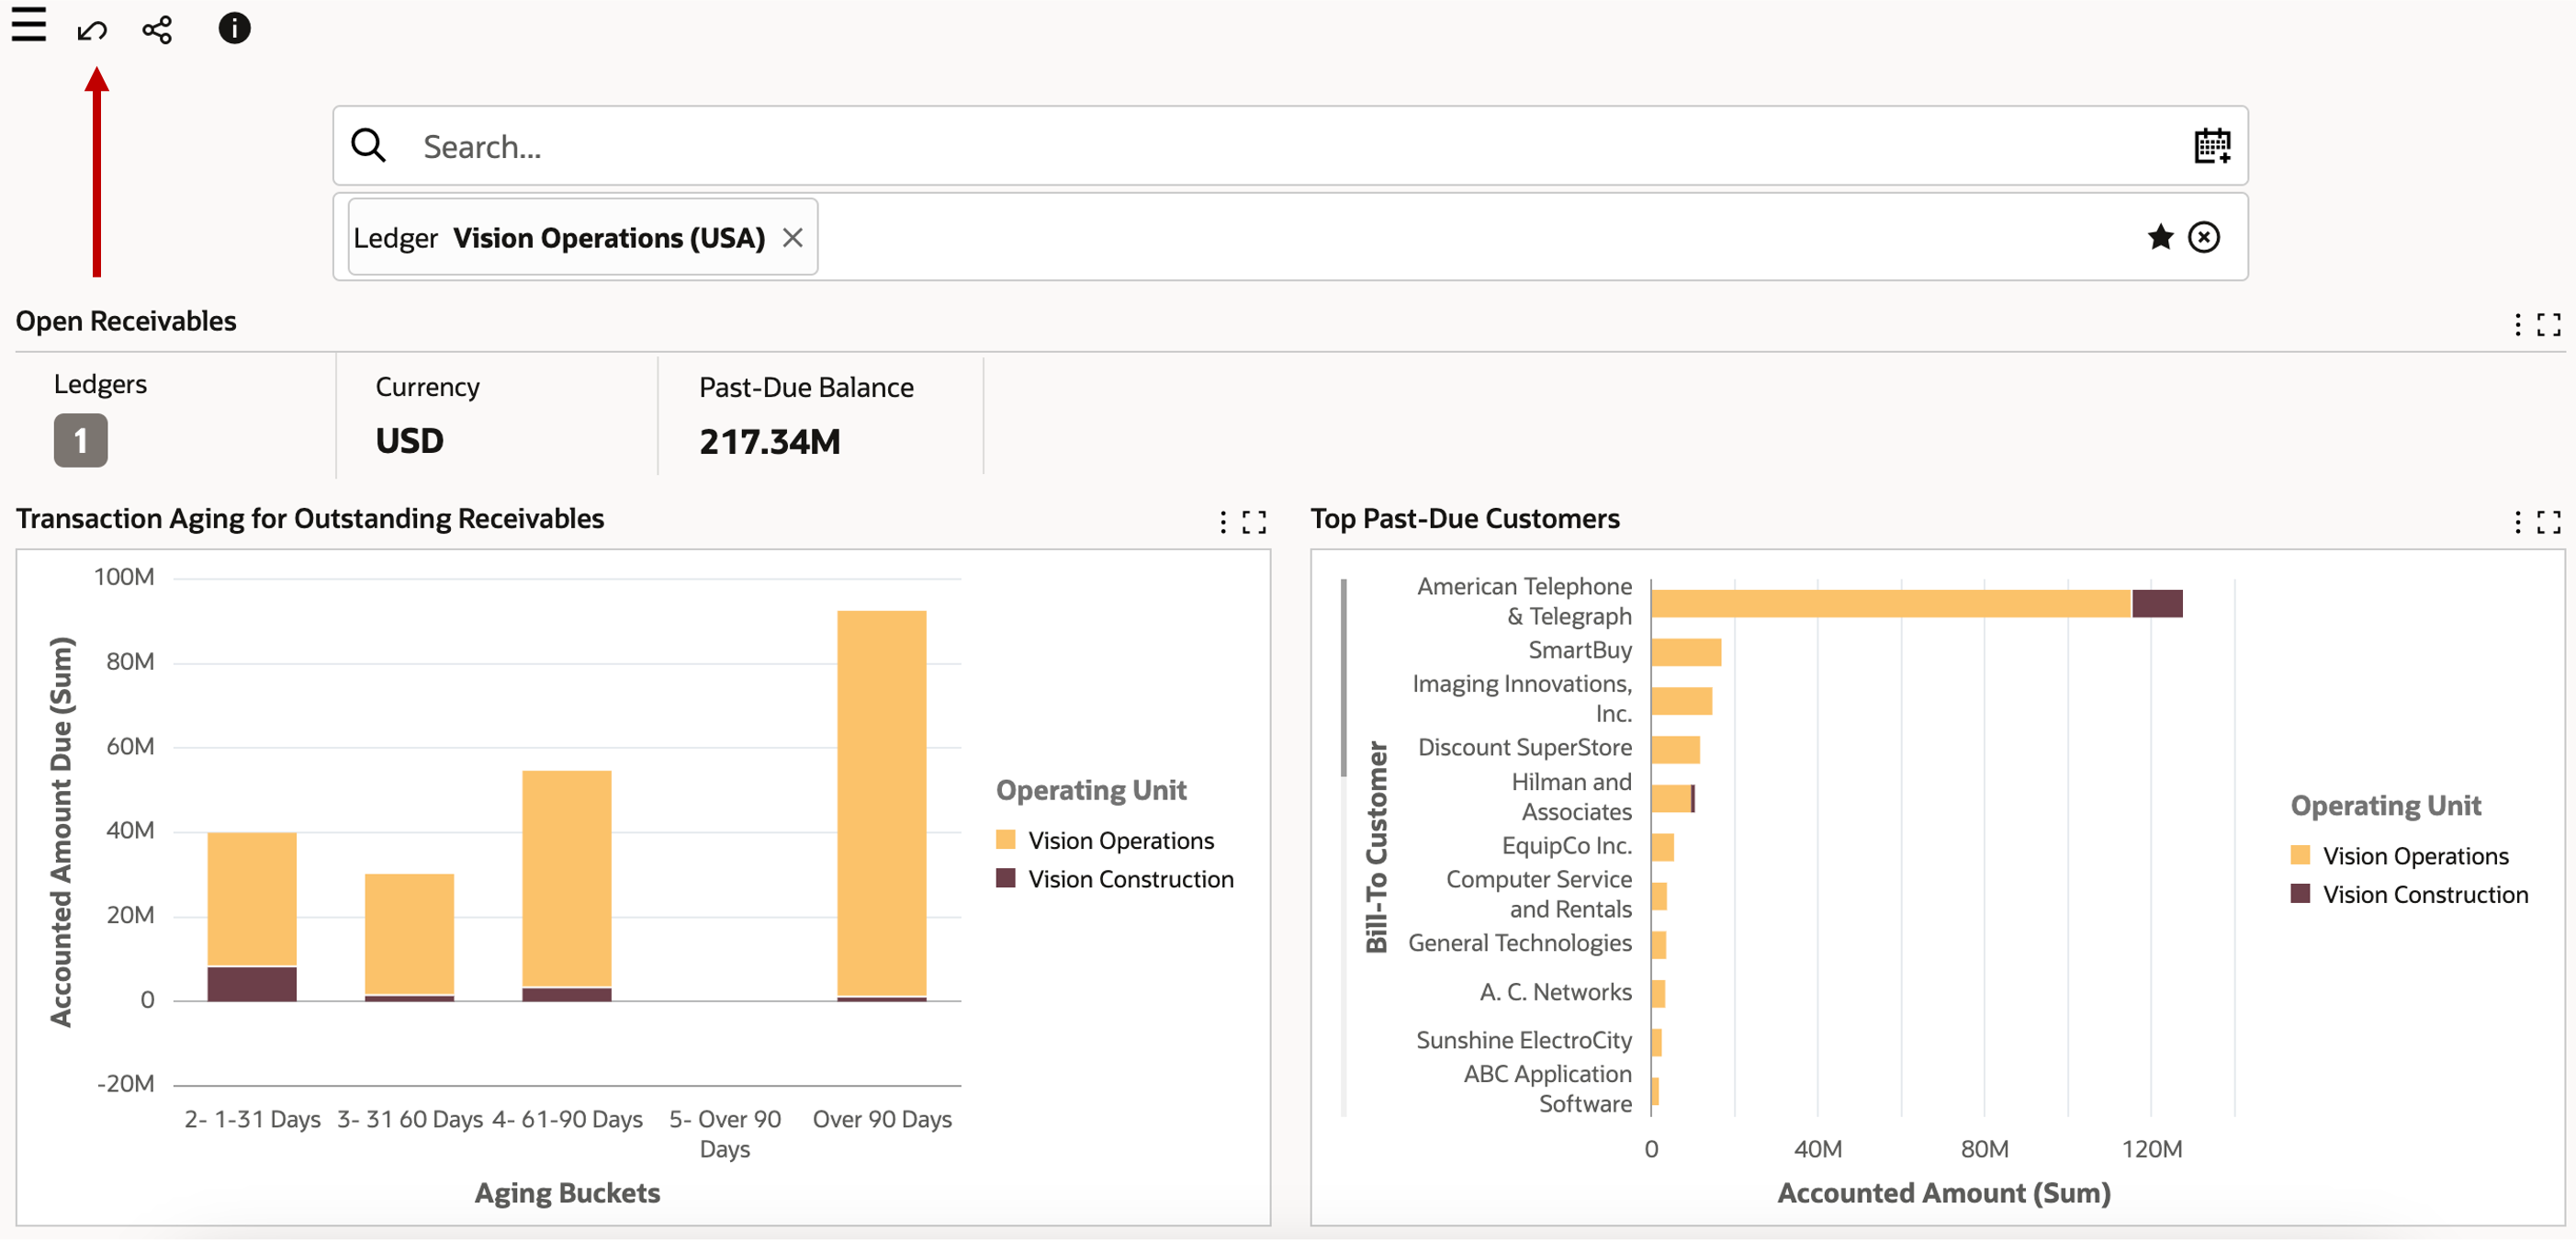 Search...
Ledger Vision Operations (USA)
Open Receivables
Ledgers
1
Currency
USD
Past-Due Balance
217.34M
Transaction Aging for Outstanding Receivables
100M
80M
60M
40M
20M
0
-20M
Accounted Amount Due (Sum)
2- 1-31 Days
3- 31 60 Days
4- 61-90 Days
5- Over 90
Days
Over 90 Days
Aging Buckets
Operating Unit
Vision Operations
Vision Construction
Top Past-Due Customers
Bill-To Customer
American Telephone
& Telegraph
SmartBuy
Imaging Innovations,
Inc.
Discount SuperStore
Hilman and
Associates
EquipCo Inc.
Computer Service
and Rentals
General Technologies
A. C. Networks
Sunshine ElectroCity
ABC Application
Software
0
40M
80M
120M
Accounted Amount (Sum)
Operating Unit
Vision Operations
Vision Construction